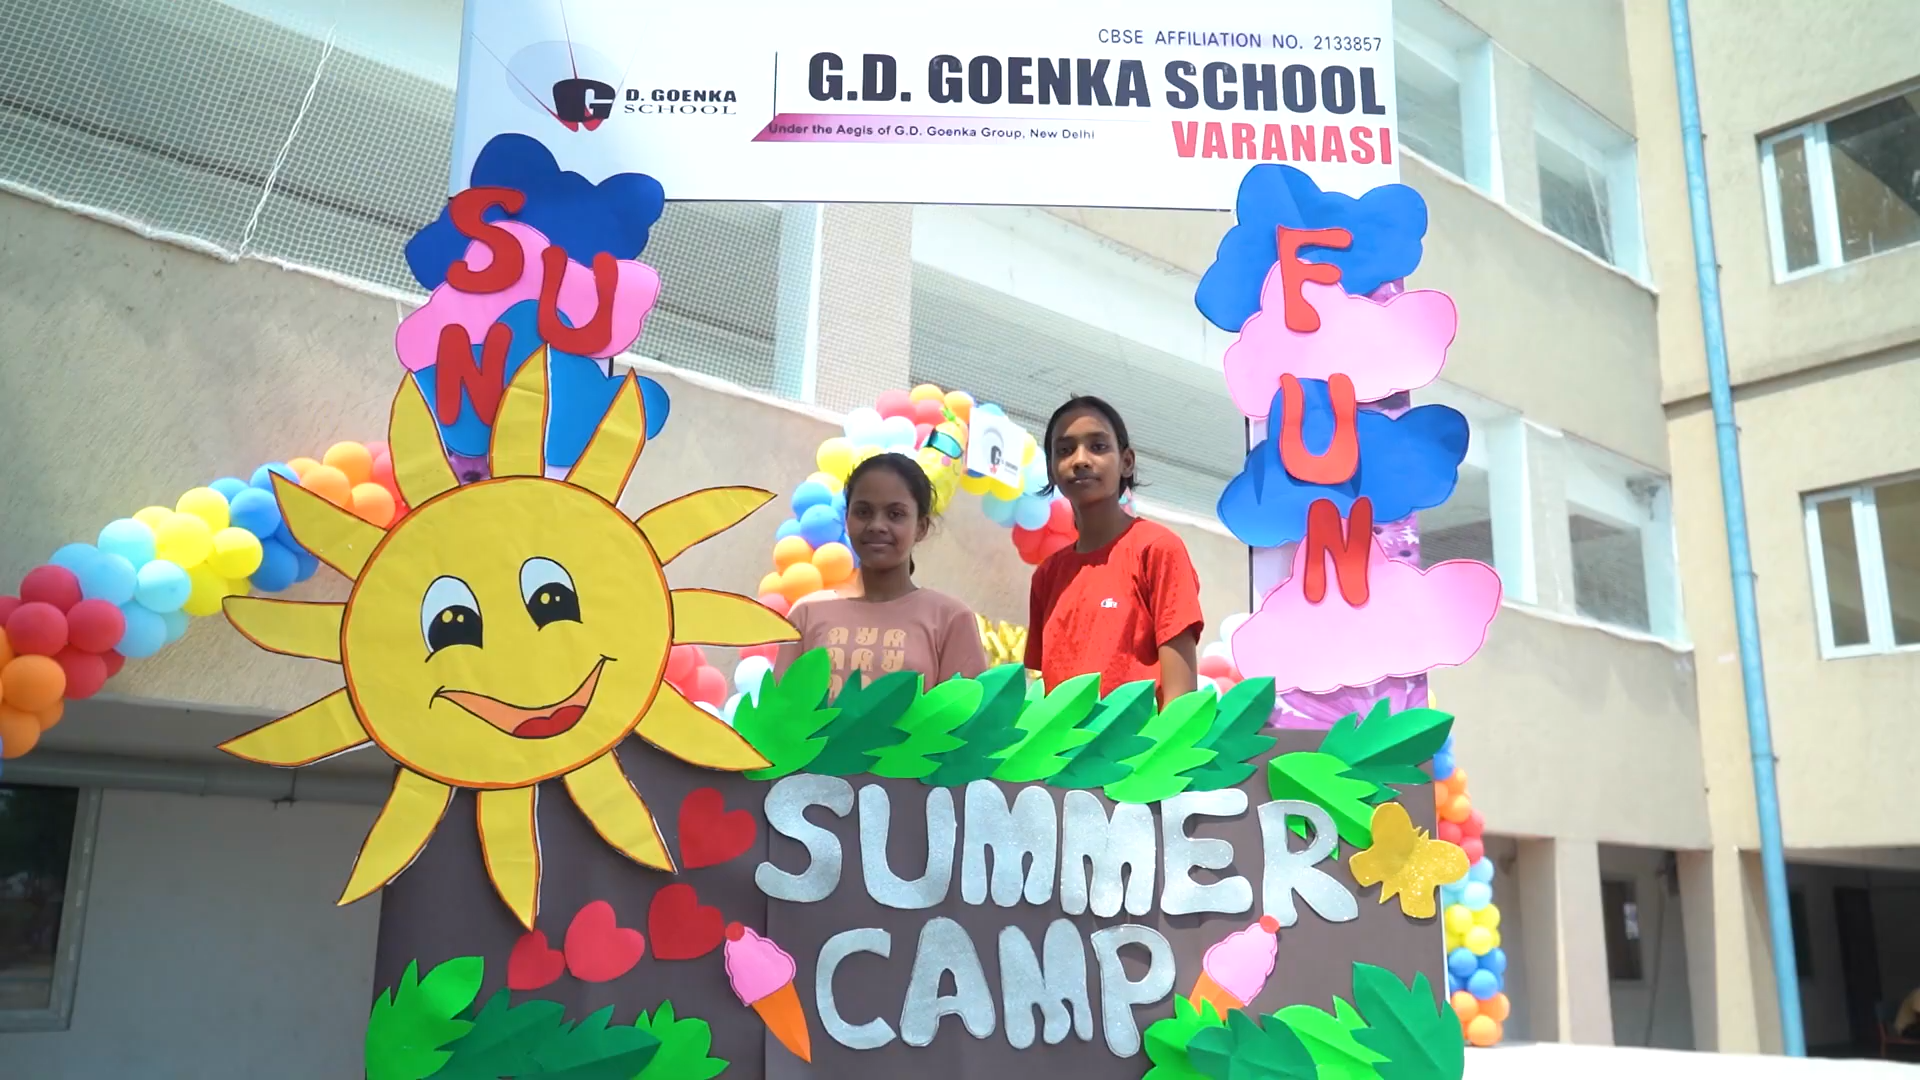 CBSE AFFILIATION NO. 2133857
G.D. GOENKA SCHOOL
G D. GOENKA
SCHOOL
Under the Aegis of G.D. Goenka Group, New Delhi
VARANASI
SUN
FUN
SUMMER
CAMP